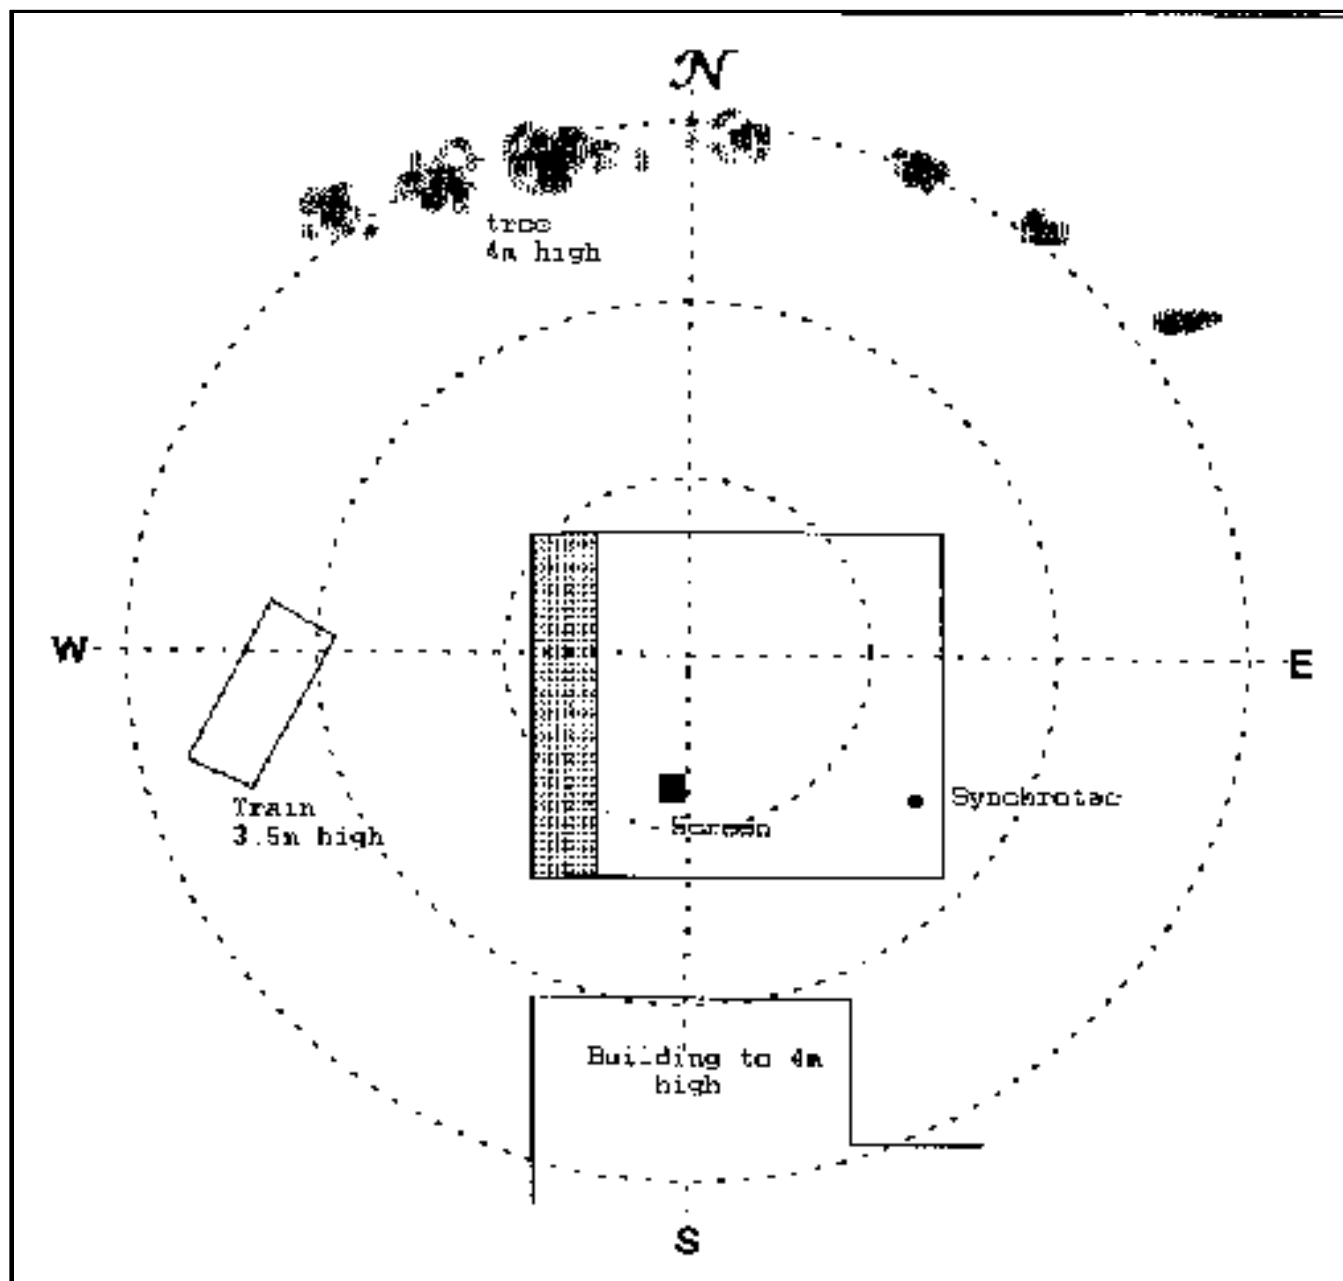 N
tree
4m high
W
E
Train
3.5m high
Screen
Synchrotac
Building to 4m
high
S